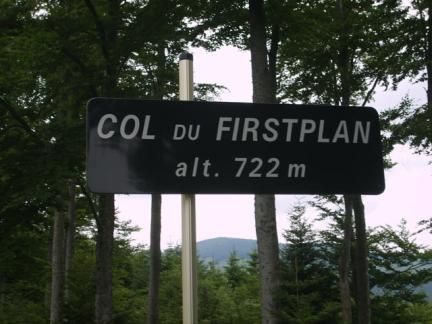 COL DU FIRSTPLAN
alt. 722 m